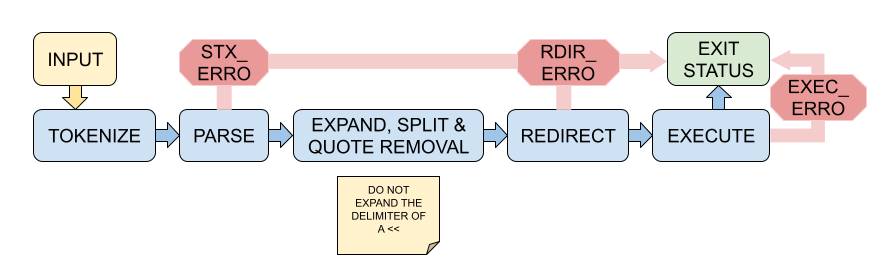 INPUT
STX_
ERRO
RDIR_
ERRO
EXIT
STATUS
EXEC_
ERRO
TOKENIZE
PARSE
EXPAND, SPLIT &
QUOTE REMOVAL
REDIRECT
EXECUTE
DO NOT
EXPAND THE
DELIMITER OF
A <<